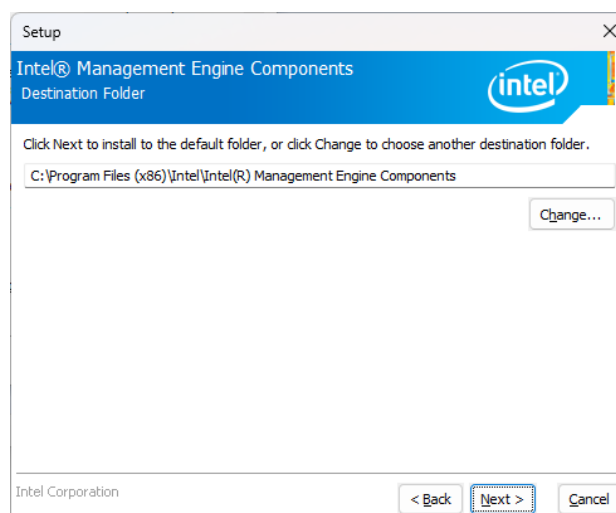 Setup
Intel® Management Engine Components
Destination Folder
intel
Click Next to install to the default folder, or click Change to choose another destination folder.
C:\Program Files (x86)\Intel\Intel(R) Management Engine Components
Change...
Intel Corporation
< Back Next > Cancel